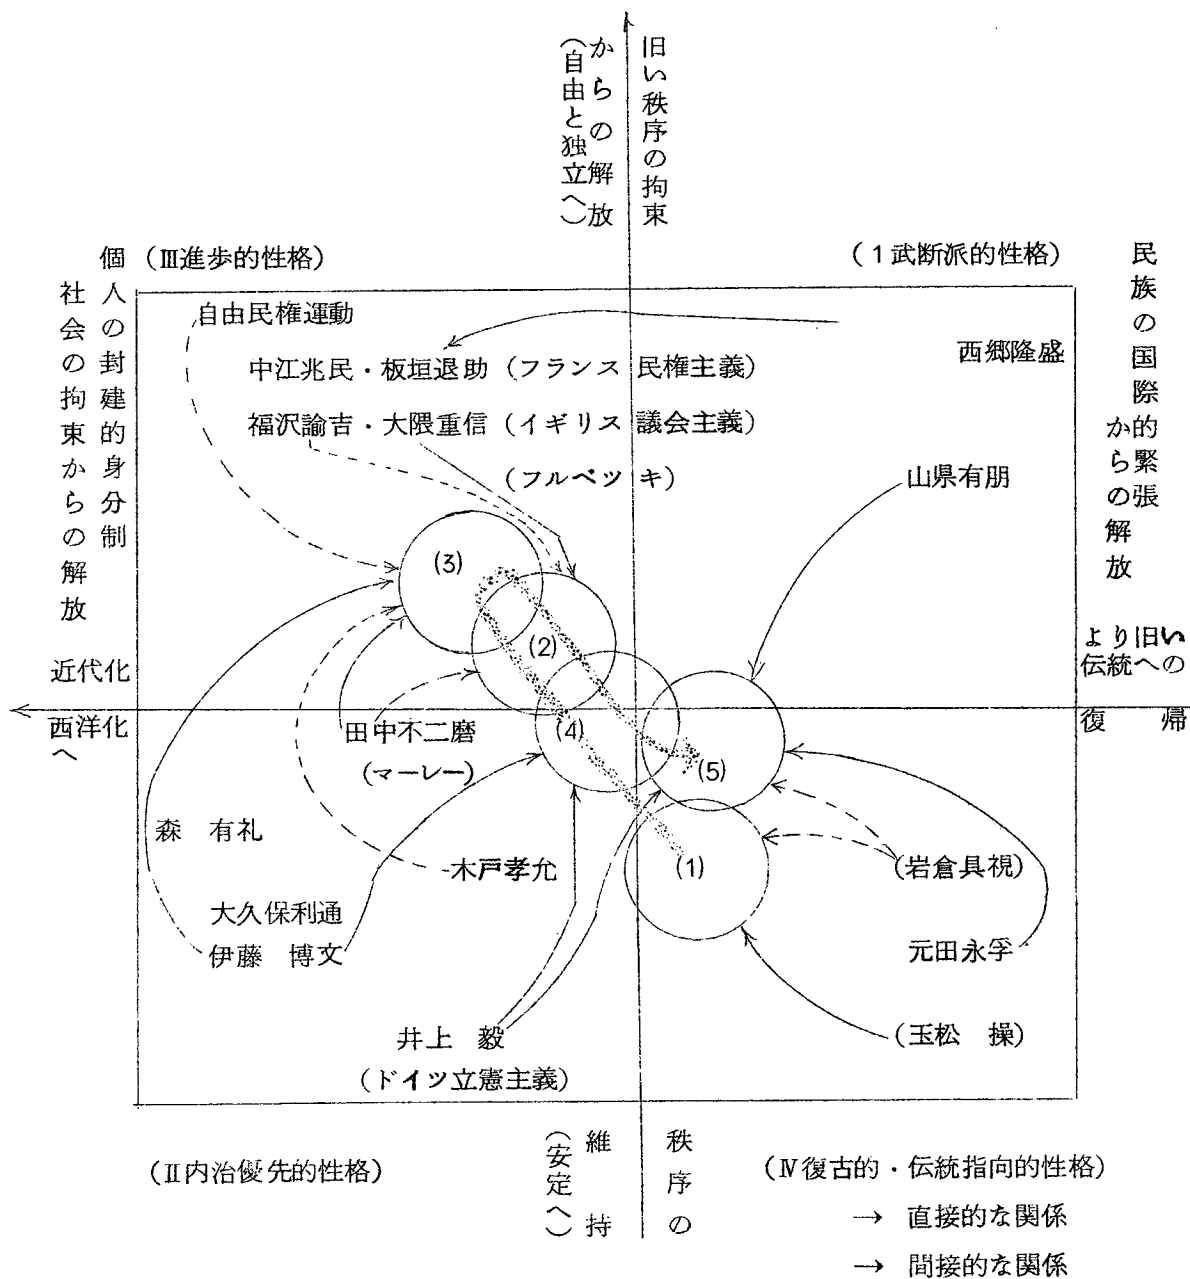 旧い秩序の拘束
からの解放
(自由と独立へ)
(Ⅲ進歩的性格)
(1武断派的性格)
個人の封建的身分制
社会の拘束からの解放
民族の国際的緊張
からの解放
自由民権運動
西郷隆盛
中江兆民・板垣退助(フランス民権主義)
福沢諭吉・大隈重信(イギリス議会主義)
(フルベツキ)
山県有朋
(3)
(2)
(4)
(5)
(1)
近代化
西洋化
へ
より旧い
伝統への
復帰
田中不二麿
(マーレー)
森 有礼
木戸孝允
(岩倉具視)
大久保利通
伊藤 博文
元田永孚
井上 毅
(ドイツ立憲主義)
(玉松 操)
秩序の
維持
(安定へ)
(Ⅱ内治優先的性格)
(Ⅳ復古的・伝統指向的性格)
→ 直接的な関係
→ 間接的な関係